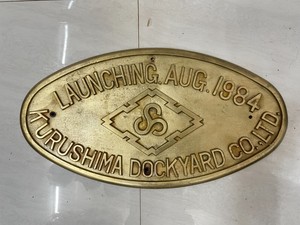 LAUNCHING. AUG. 1984
KURUSHIMA DOCKYARD CO., LTD.